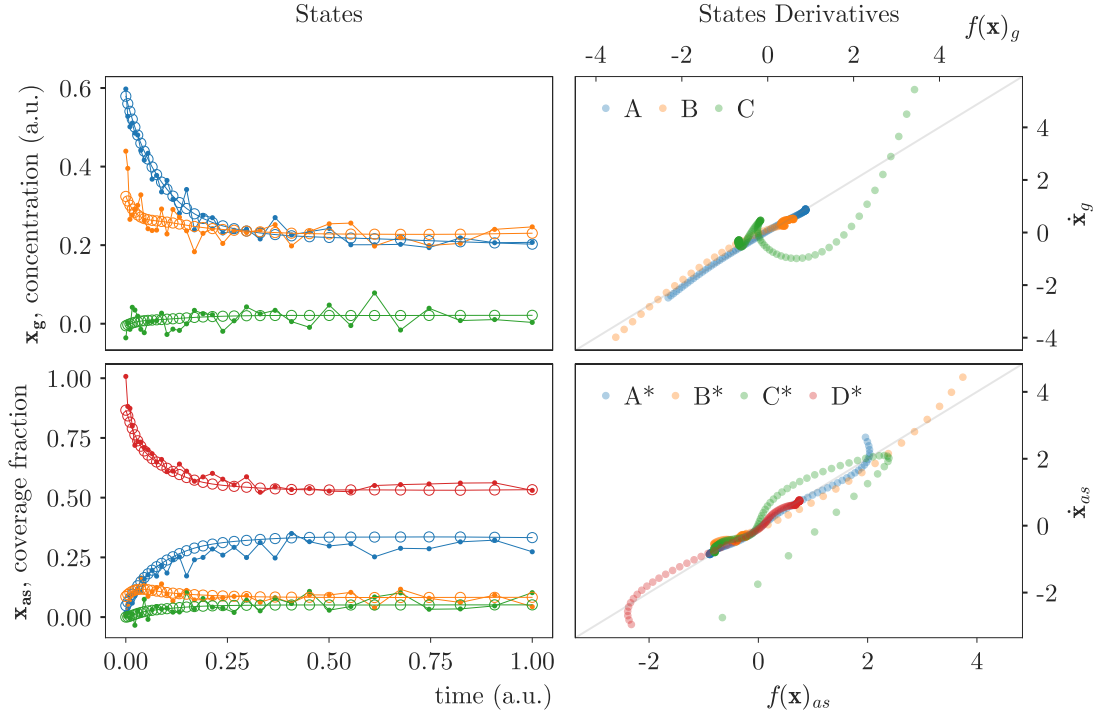 States
States Derivatives
f(x)g
-4 -2 0 2 4
0.6
0.4
0.2
0.0
xg, concentration (a.u.)
A B C
4
2
0
-2
-4
ẋg
1.00
0.75
0.50
0.25
0.00
xas, coverage fraction
A* B* C* D*
4
2
0
-2
ẋas
0.00 0.25 0.50 0.75 1.00
time (a.u.)
-2 0 2 4
f(x)as